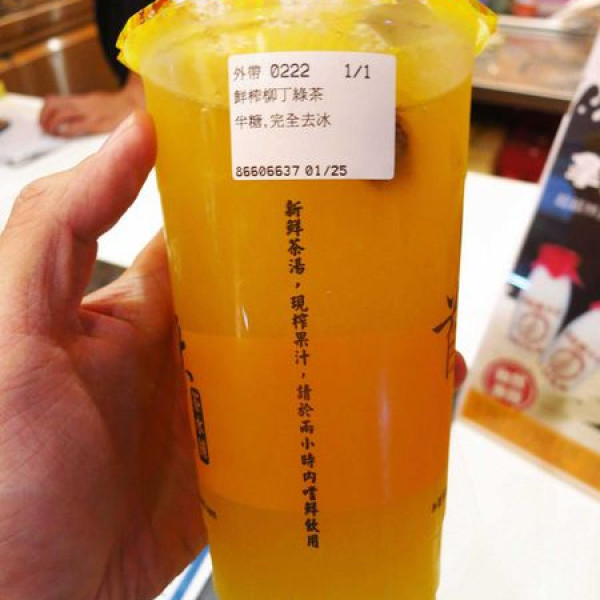 外帶 0222 1/1
鮮榨柳丁綠茶
半糖,完全去冰
86606637 01/25
新鮮茶湯,現榨果汁,請於兩小時內嚐鮮飲用